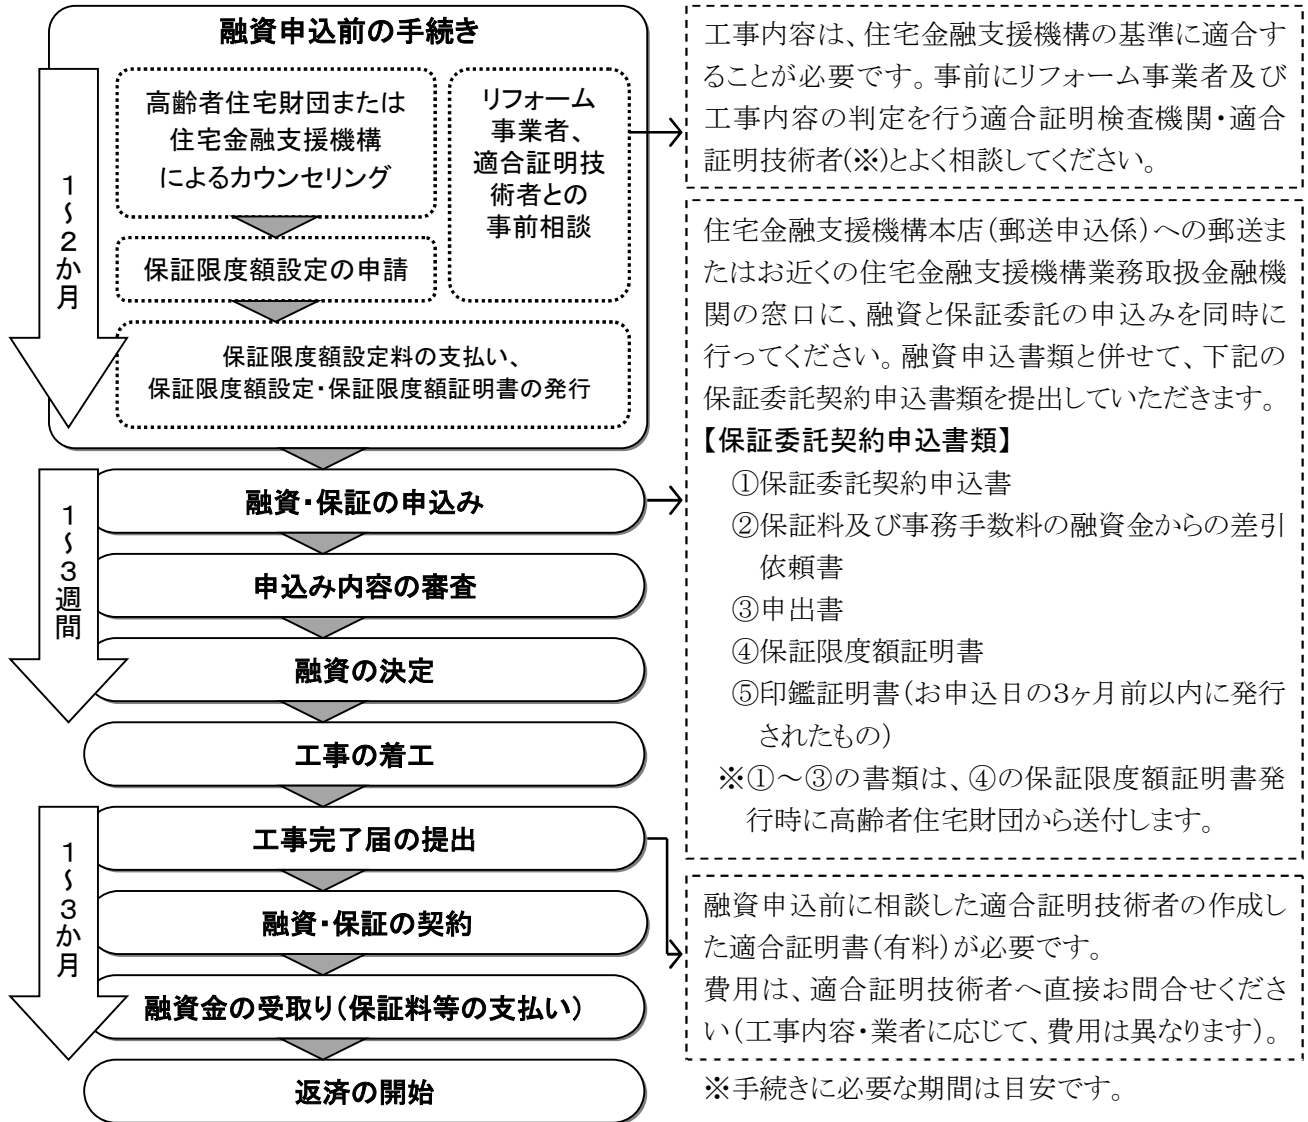 融資申込前の手続き
1～2か月
高齢者住宅財団または
住宅金融支援機構
によるカウンセリング
保証限度額設定の申請
リフォーム
事業者、
適合証明技
術者との
事前相談
保証限度額設定料の支払い、
保証限度額設定・保証限度額証明書の発行
工事内容は、住宅金融支援機構の基準に適合す
ることが必要です。事前にリフォーム事業者及び
工事内容の判定を行う適合証明検査機関・適合
証明技術者(※)とよく相談してください。
1～3週間
融資・保証の申込み
申込み内容の審査
融資の決定
工事の着工
住宅金融支援機構本店（郵送申込係）への郵送ま
たはお近くの住宅金融支援機構業務取扱金融機
関の窓口に、融資と保証委託の申込みを同時に
行ってください。融資申込書類と併せて、下記の
保証委託契約申込書類を提出していただきます。
【保証委託契約申込書類】
①保証委託契約申込書
②保証料及び事務手数料の融資金からの差引
依頼書
③申出書
④保証限度額証明書
⑤印鑑証明書（お申込日の3ヶ月前以内に発行
されたもの）
※①～③の書類は、④の保証限度額証明書発
行時に高齢者住宅財団から送付します。
1～3か月
工事完了届の提出
融資・保証の契約
融資金の受取り（保証料等の支払い）
返済の開始
融資申込前に相談した適合証明技術者の作成し
た適合証明書（有料）が必要です。
費用は、適合証明技術者へ直接お問合せくださ
い（工事内容・業者に応じて、費用は異なります）。
※手続きに必要な期間は目安です。